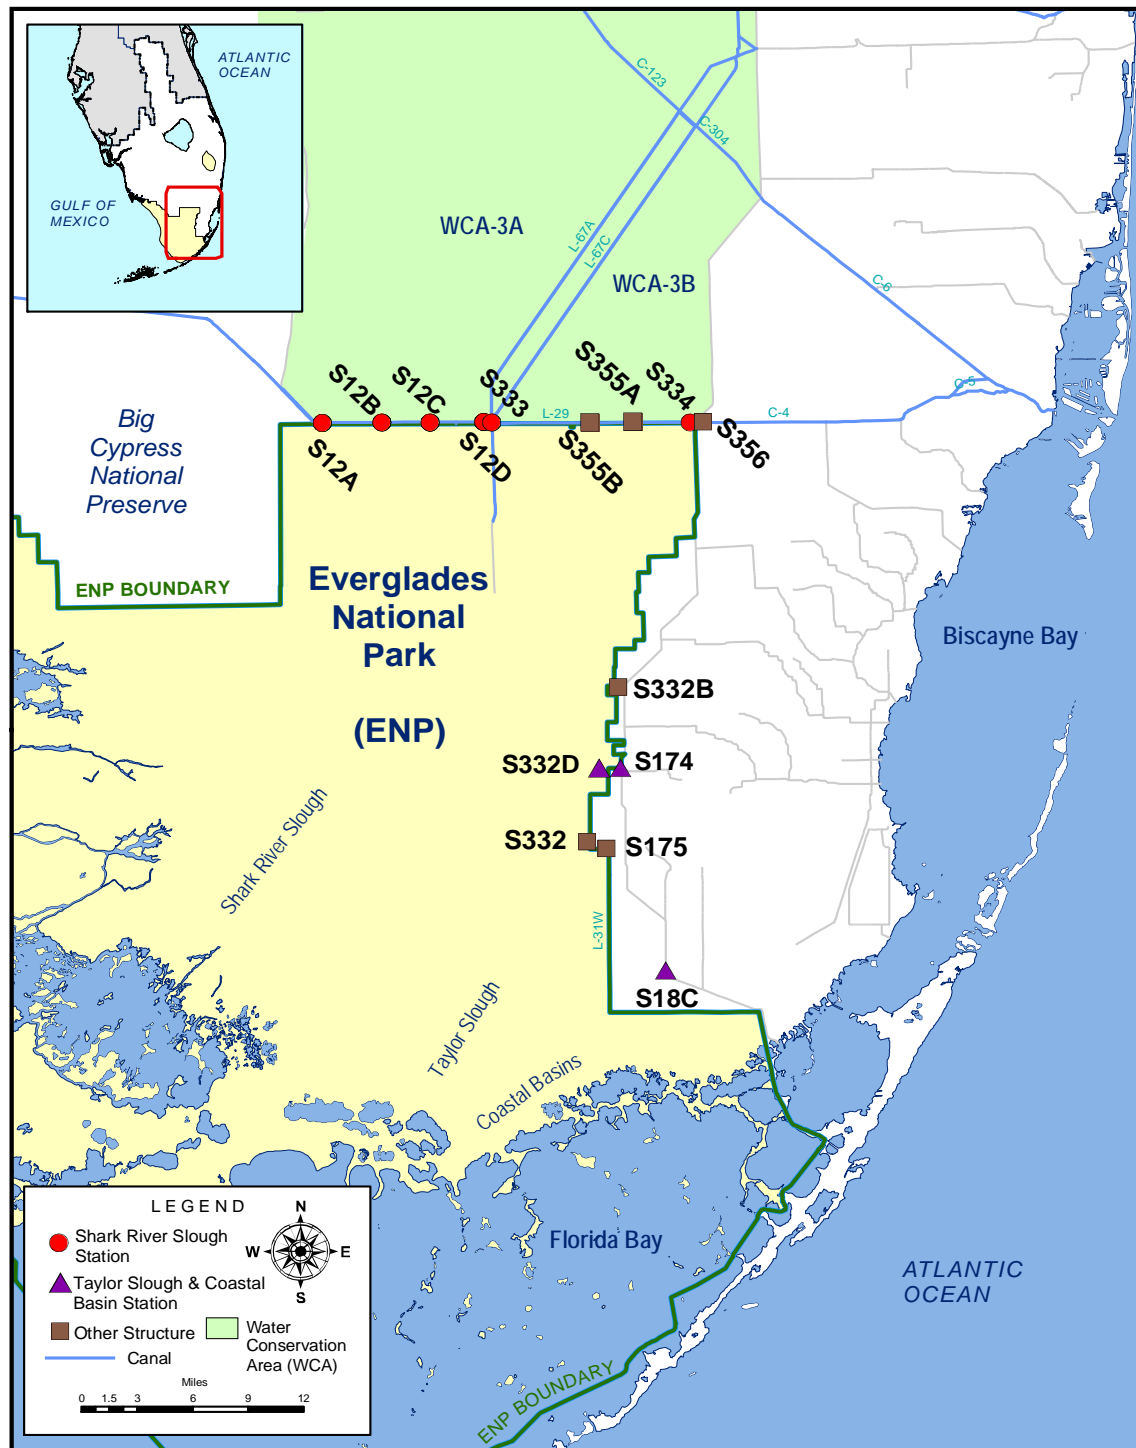 ATLANTIC
OCEAN
GULF OF
MEXICO
C-123
C-304
WCA-3A
L-67A
L-67C
WCA-3B
C-6
S12B
S12C
S333
S355A
S334
C-5
L-29
C-4
S12A
S12D
S355B
S356
Big
Cypress
National
Preserve
ENP BOUNDARY
Everglades
National
Park
(ENP)
Biscayne Bay
S332B
S332D
S174
S332
S175
Shark River Slough
L-31W
S18C
Taylor Slough
Coastal Basins
Florida Bay
ATLANTIC
OCEAN
ENP BOUNDARY
LEGEND
N
W
E
S
Shark River Slough
Station
Taylor Slough & Coastal
Basin Station
Other Structure
Water
Conservation
Area (WCA)
Canal
Miles
0 1.5 3 6 9 12